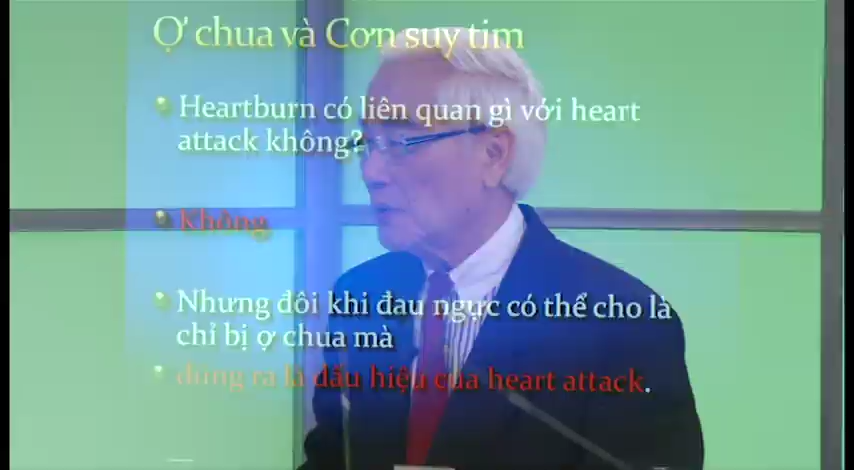 Ợ chua và Cơn suy tim
Heartburn có liên quan gì với heart
attack không?
Không
Nhưng đôi khi đau ngực có thể cho là
chỉ bị ợ chua mà
đúng ra là dấu hiệu của heart attack.